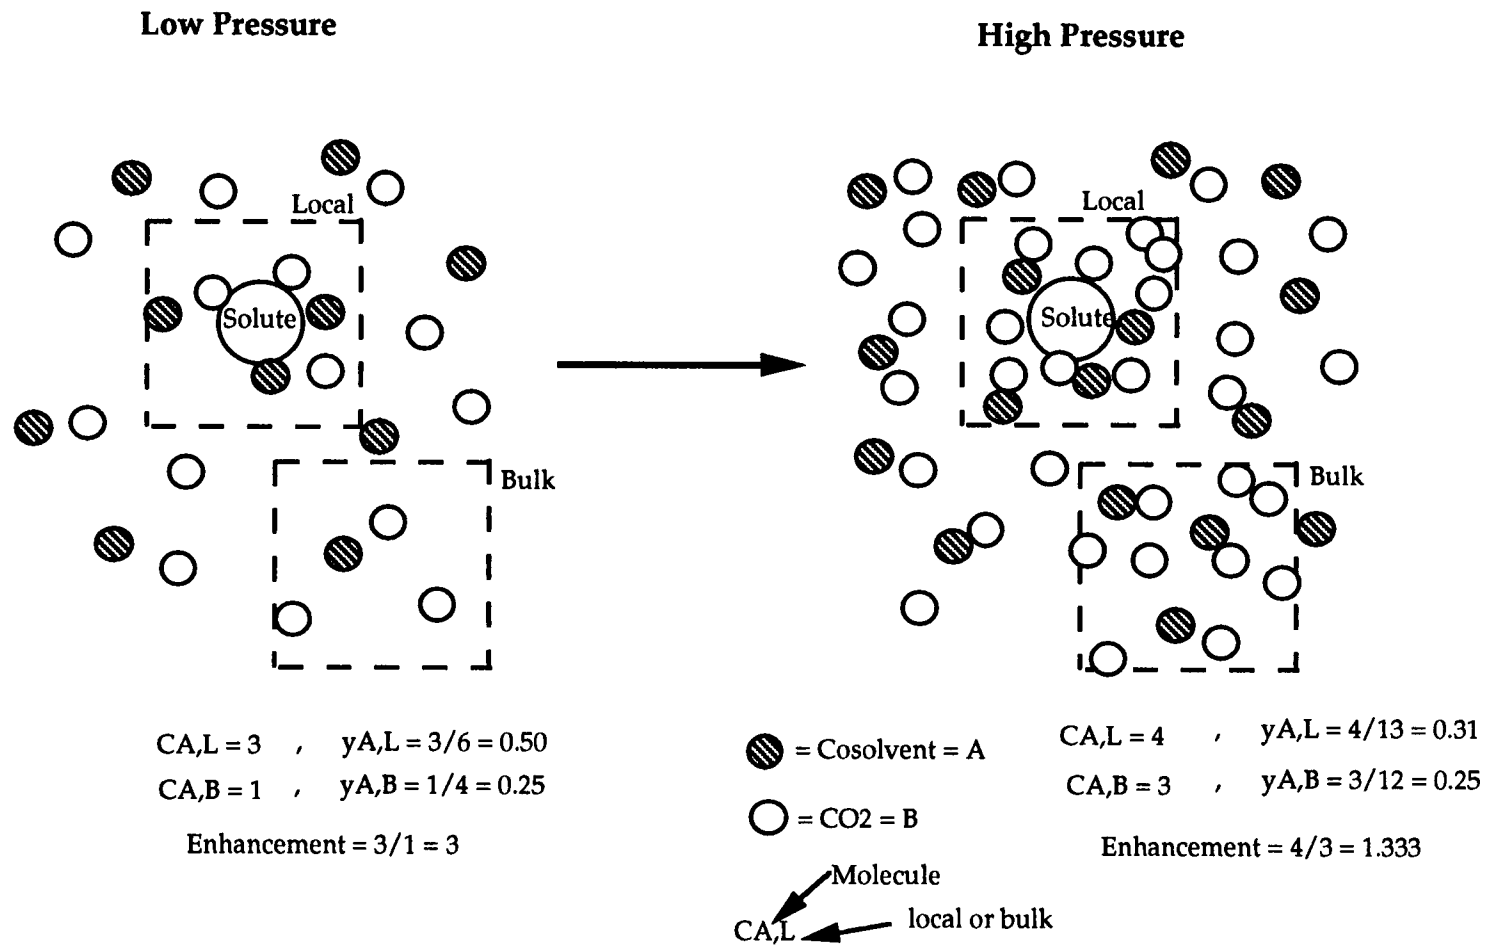 Low Pressure
High Pressure
Local
Solute
Bulk
Local
Solute
Bulk
CA,L = 3 , yA,L = 3/6 = 0.50
CA,B = 1 , yA,B = 1/4 = 0.25
Enhancement = 3/1 = 3
= Cosolvent = A
= CO2 = B
Molecule
CA,L
local or bulk
CA,L = 4 , yA,L = 4/13 = 0.31
CA,B = 3 , yA,B = 3/12 = 0.25
Enhancement = 4/3 = 1.333